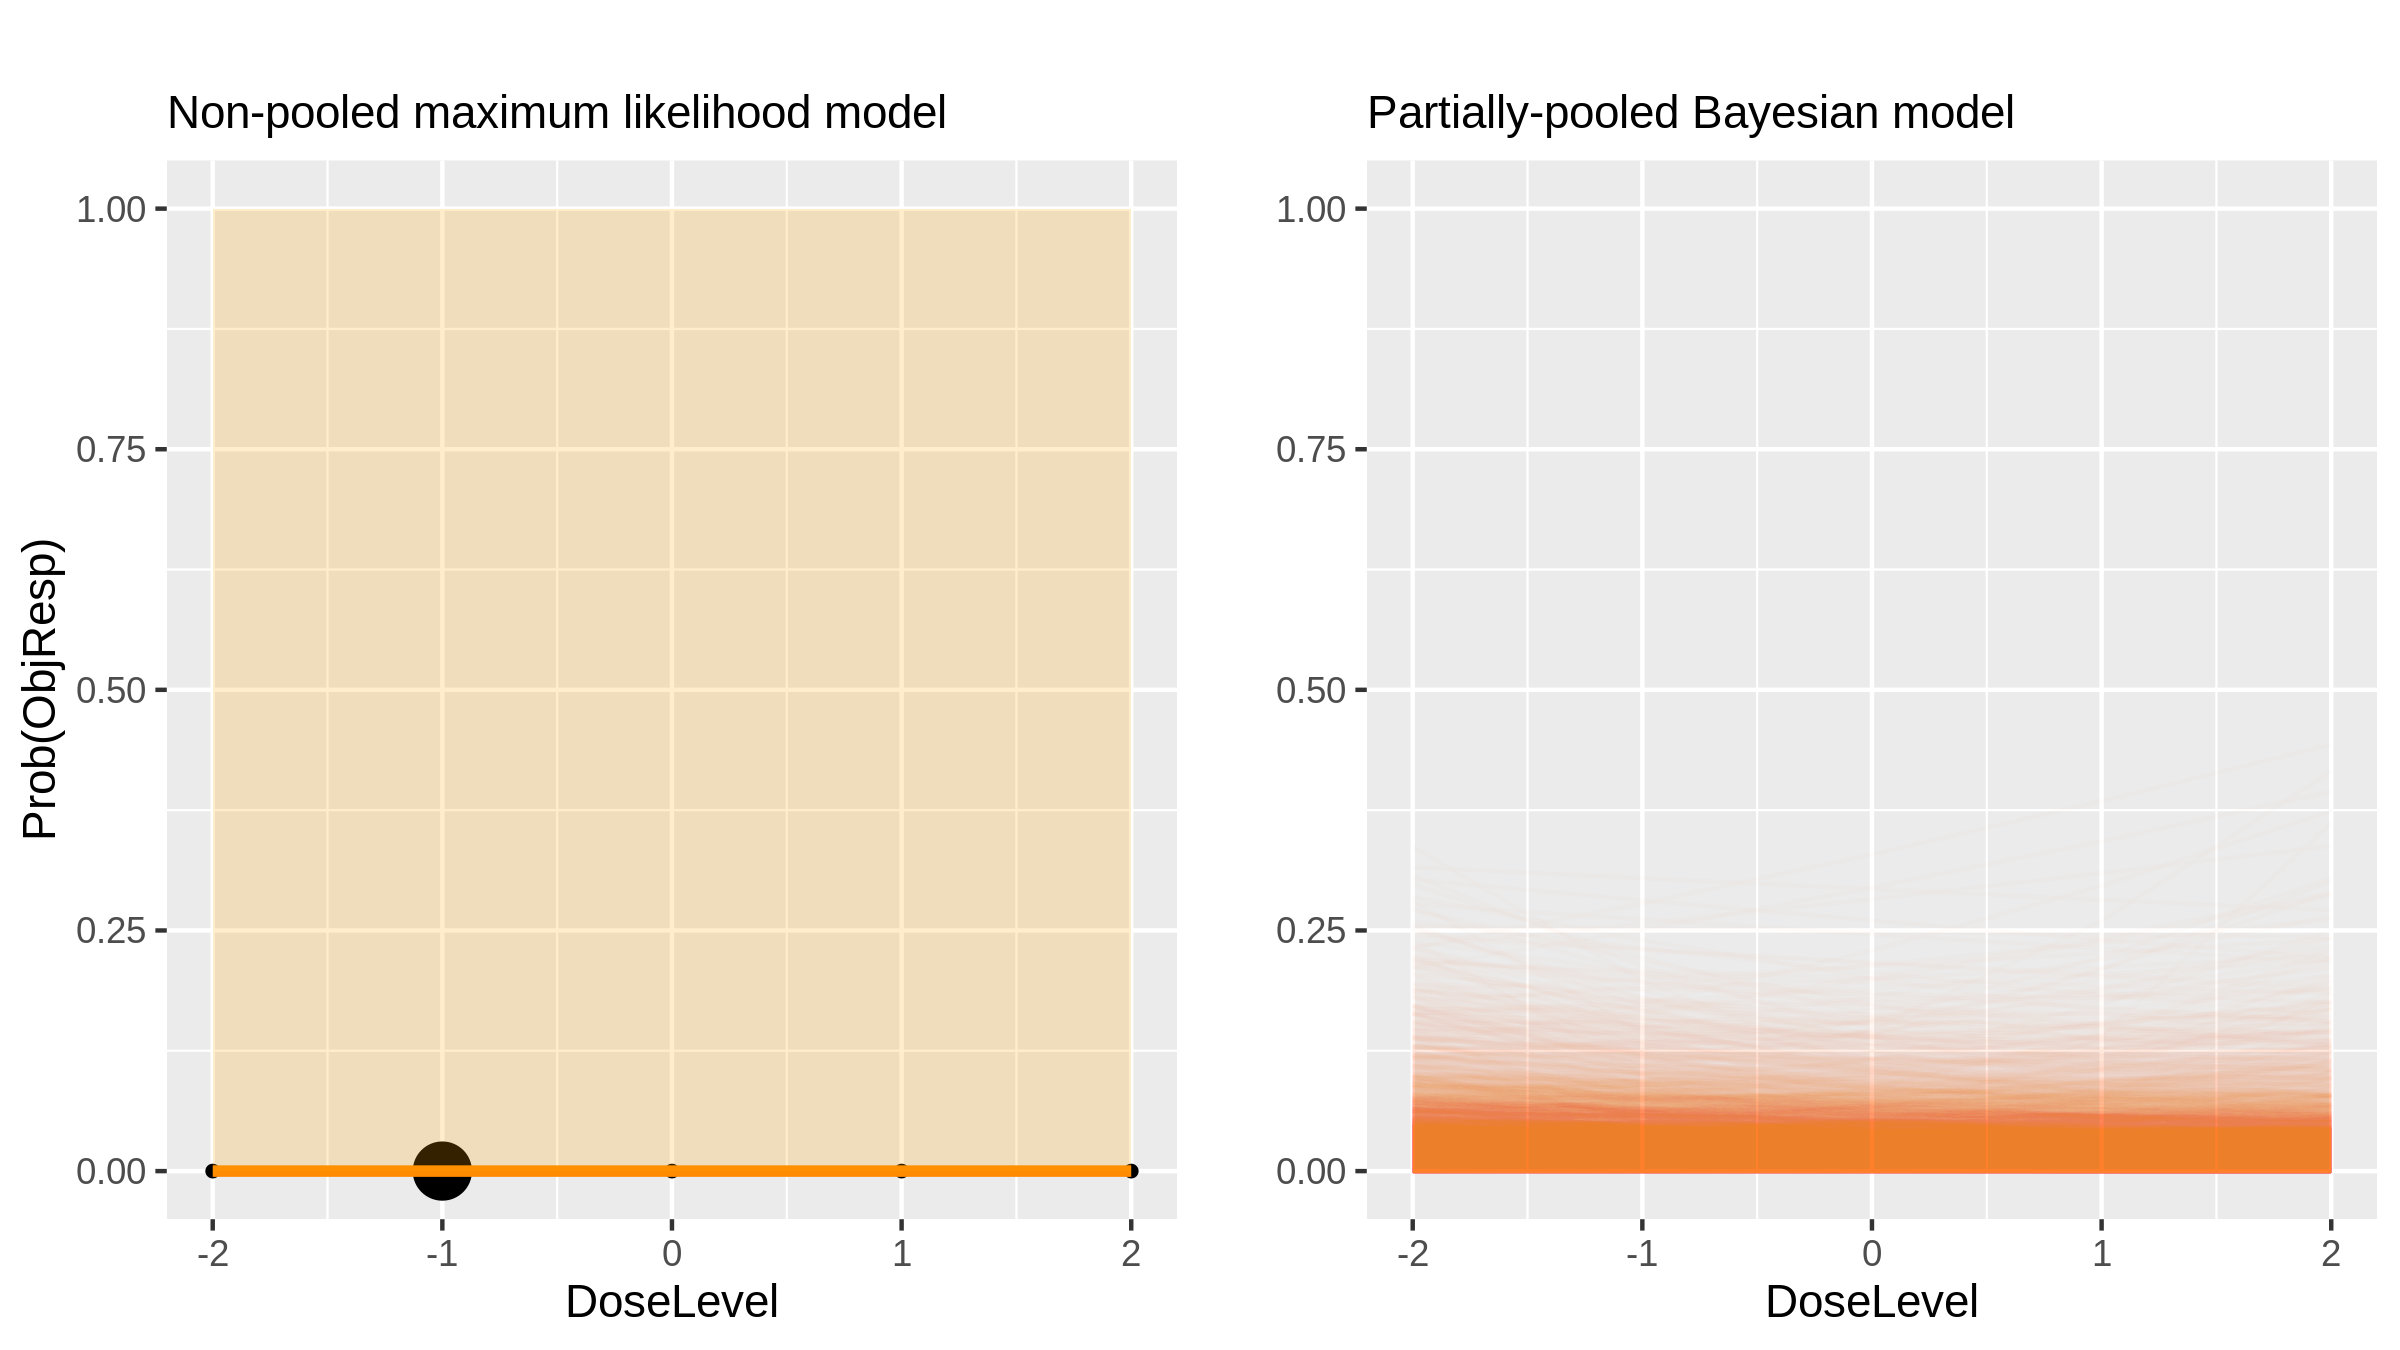 Non-pooled maximum likelihood model
Prob(ObjResp)
1.00
0.75
0.50
0.25
0.00
-2 -1 0 1 2
DoseLevel
Partially-pooled Bayesian model
1.00
0.75
0.50
0.25
0.00
-2 -1 0 1 2
DoseLevel